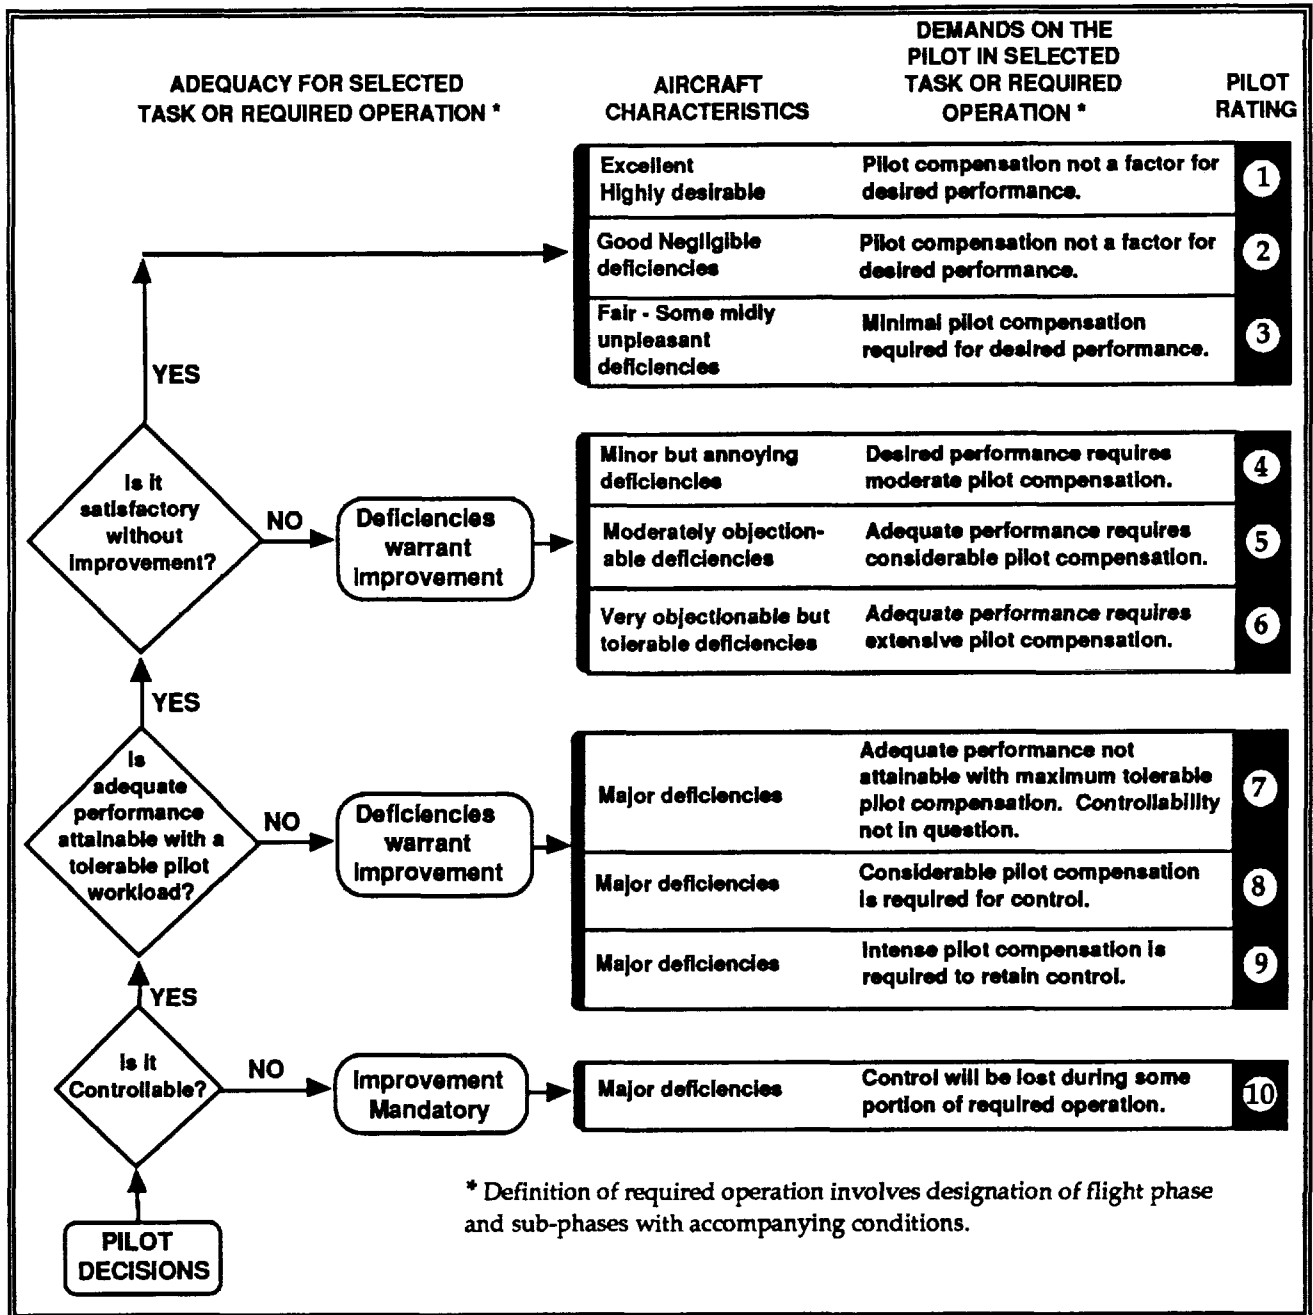 ADEQUACY FOR SELECTED
TASK OR REQUIRED OPERATION *
AIRCRAFT
CHARACTERISTICS
DEMANDS ON THE
PILOT IN SELECTED
TASK OR REQUIRED
OPERATION *
PILOT
RATING
Excellent
Highly desirable
Pilot compensation not a factor for
desired performance.
1
Good Negligible
deficiencies
Pilot compensation not a factor for
desired performance.
2
Fair - Some midly
unpleasant
deficiencies
Minimal pilot compensation
required for desired performance.
3
YES
Is it
satisfactory
without
improvement?
NO
Deficiencies
warrant
improvement
Minor but annoying
deficiencies
Desired performance requires
moderate pilot compensation.
4
Moderately objection-
able deficiencies
Adequate performance requires
considerable pilot compensation.
5
Very objectionable but
tolerable deficiencies
Adequate performance requires
extensive pilot compensation.
6
YES
Is
adequate
performance
attainable with a
tolerable pilot
workload?
NO
Deficiencies
warrant
improvement
Major deficiencies
Adequate performance not
attainable with maximum tolerable
pilot compensation. Controllability
not in question.
7
Major deficiencies
Considerable pilot compensation
is required for control.
8
Major deficiencies
Intense pilot compensation is
required to retain control.
9
YES
Is it
Controllable?
NO
Improvement
Mandatory
Major deficiencies
Control will be lost during some
portion of required operation.
10
PILOT
DECISIONS
* Definition of required operation involves designation of flight phase
and sub-phases with accompanying conditions.